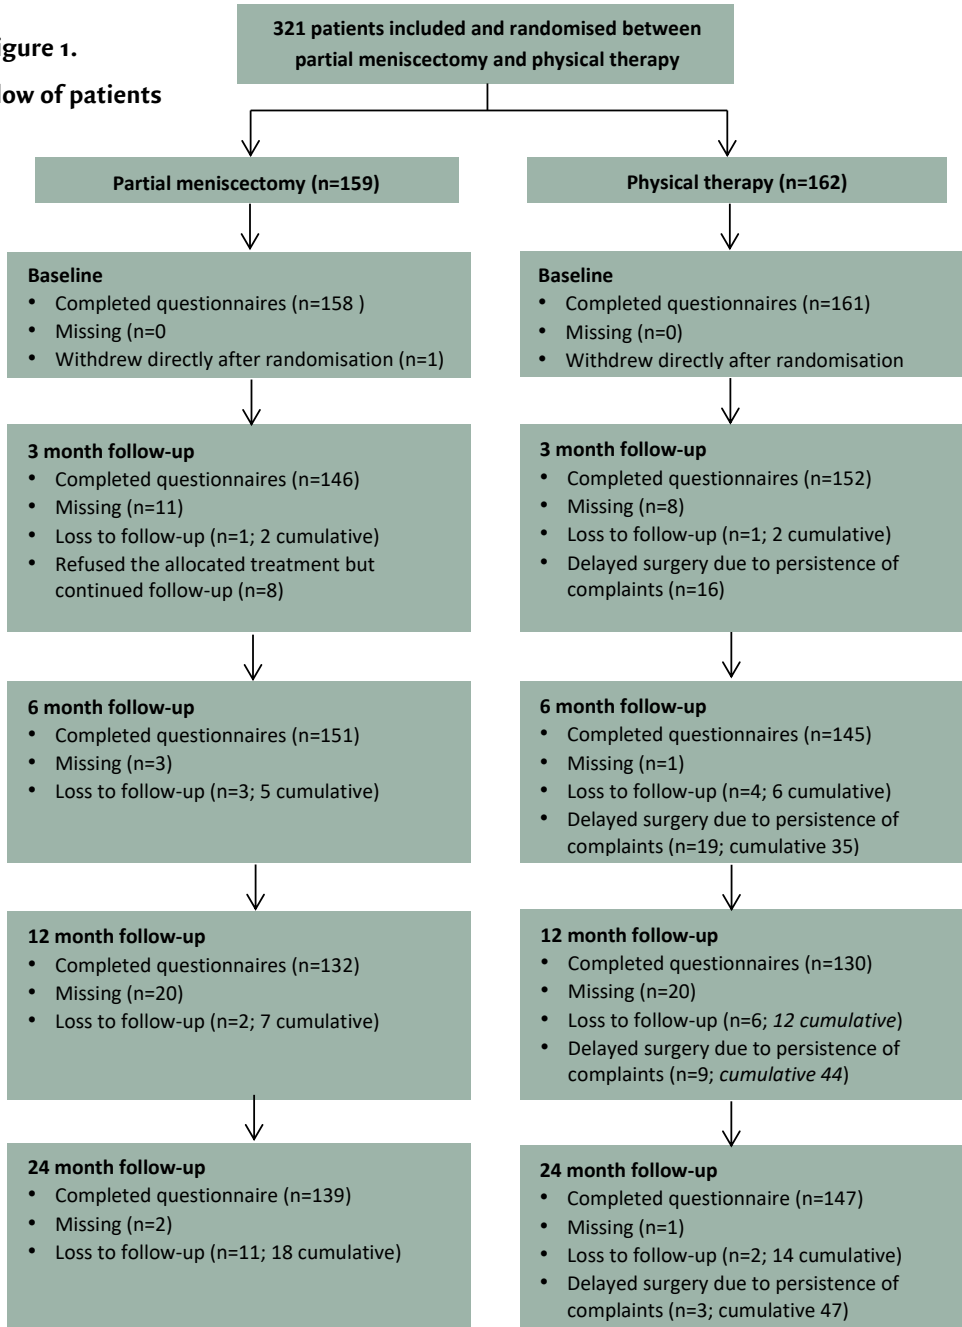 321 patients included and randomised between
partial meniscectomy and physical therapy
igure 1.
low of patients
Partial meniscectomy (n=159)
Physical therapy (n=162)
Baseline
• Completed questionnaires (n=158 )
• Missing (n=0
• Withdrew directly after randomisation (n=1)
Baseline
• Completed questionnaires (n=161)
• Missing (n=0)
• Withdrew directly after randomisation
3 month follow-up
• Completed questionnaires (n=146)
• Missing (n=11)
• Loss to follow-up (n=1; 2 cumulative)
• Refused the allocated treatment but
continued follow-up (n=8)
3 month follow-up
• Completed questionnaires (n=152)
• Missing (n=8)
• Loss to follow-up (n=1; 2 cumulative)
• Delayed surgery due to persistence of
complaints (n=16)
6 month follow-up
• Completed questionnaires (n=151)
• Missing (n=3)
• Loss to follow-up (n=3; 5 cumulative)
6 month follow-up
• Completed questionnaires (n=145)
• Missing (n=1)
• Loss to follow-up (n=4; 6 cumulative)
• Delayed surgery due to persistence of
complaints (n=19; cumulative 35)
12 month follow-up
• Completed questionnaires (n=132)
• Missing (n=20)
• Loss to follow-up (n=2; 7 cumulative)
12 month follow-up
• Completed questionnaires (n=130)
• Missing (n=20)
• Loss to follow-up (n=6; 12 cumulative)
• Delayed surgery due to persistence of
complaints (n=9; cumulative 44)
24 month follow-up
• Completed questionnaire (n=139)
• Missing (n=2)
• Loss to follow-up (n=11; 18 cumulative)
24 month follow-up
• Completed questionnaire (n=147)
• Missing (n=1)
• Loss to follow-up (n=2; 14 cumulative)
• Delayed surgery due to persistence of
complaints (n=3; cumulative 47)